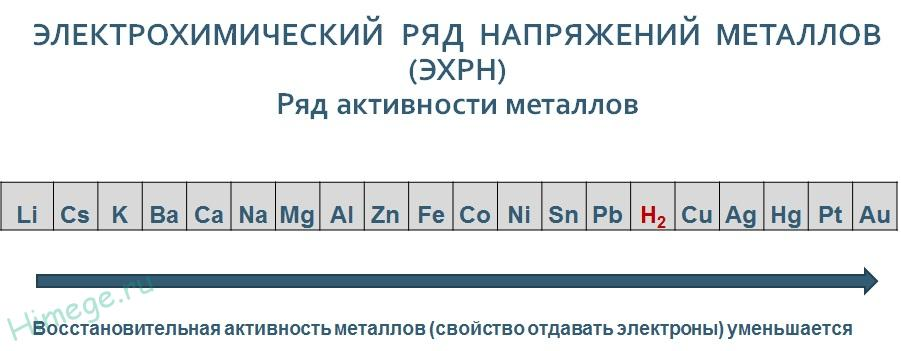 ЭЛЕКТРОХИМИЧЕСКИЙ РЯД НАПРЯЖЕНИЙ МЕТАЛЛОВ
(ЭХРН)
Ряд активности металлов
Li Cs K Ba Ca Na Mg Al Zn Fe Co Ni Sn Pb H₂ Cu Ag Hg Pt Au
Himege.ru
Восстановительная активность металлов (свойство отдавать электроны) уменьшается